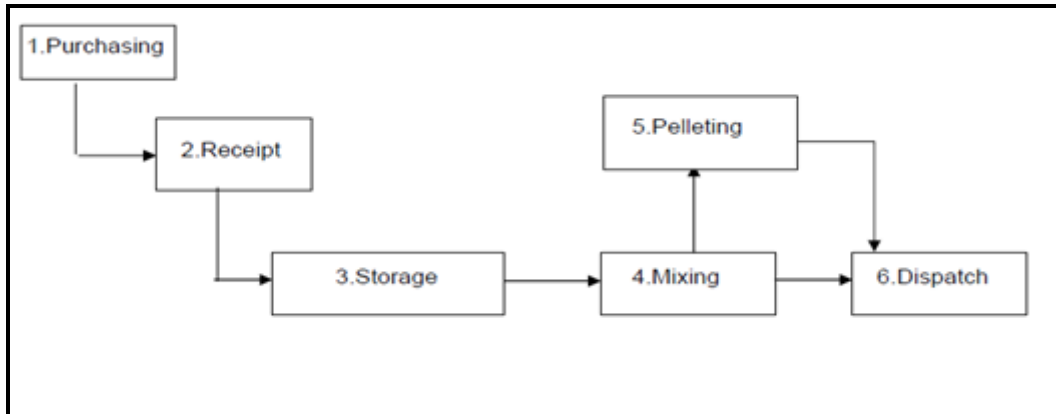 1.Purchasing
2.Receipt
3.Storage
4.Mixing
5.Pelleting
6.Dispatch